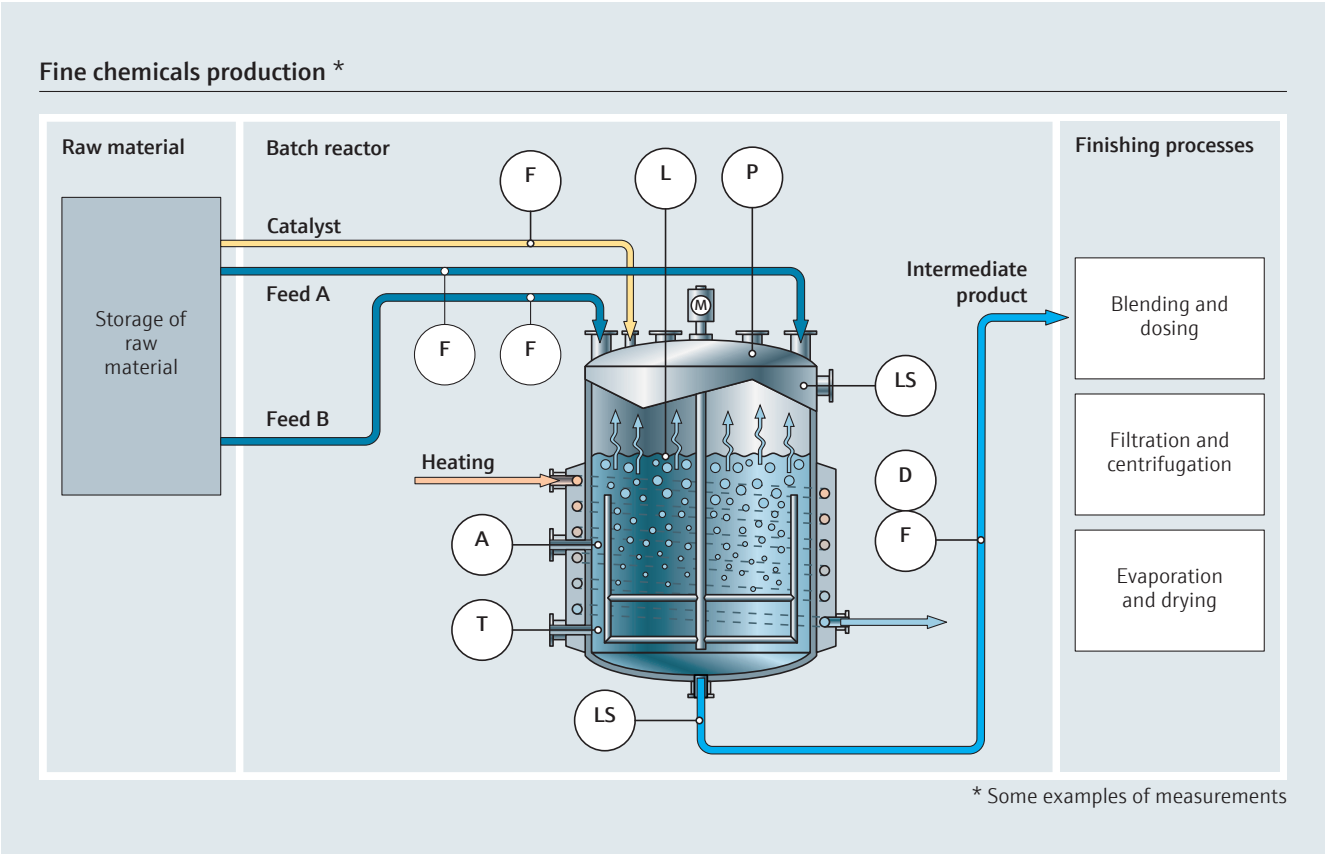 Fine chemicals production *
Raw material
Batch reactor
Finishing processes
F
L
P
Catalyst
Feed A
Intermediate
product
M
Storage of
raw
material
Blending and
dosing
F
F
LS
Feed B
Heating
Filtration and
centrifugation
D
F
A
Evaporation
and drying
T
LS
* Some examples of measurements